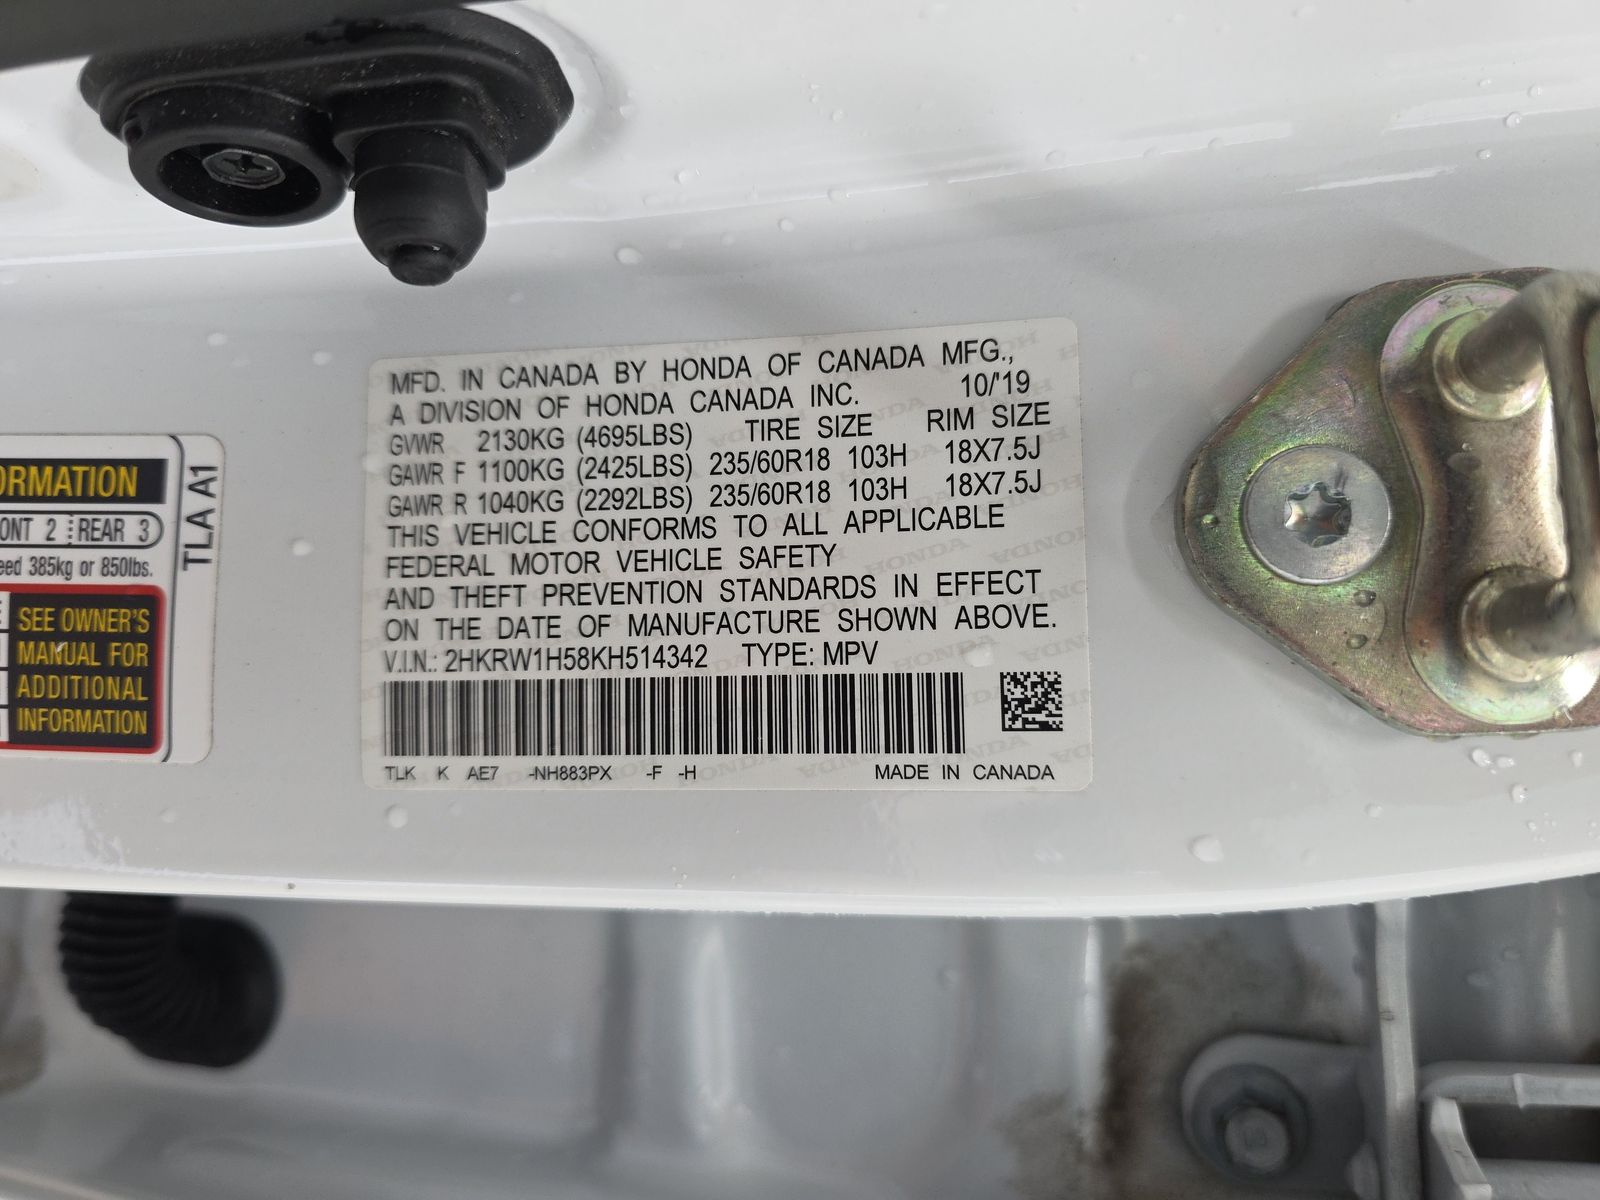 ORMATION
ONT 2 REAR 3
eed 385kg or 850lbs.
SEE OWNER'S
MANUAL FOR
ADDITIONAL
INFORMATION
TLA A1
MFD. IN CANADA BY HONDA OF CANADA MFG.,
A DIVISION OF HONDA CANADA INC. 10/'19
GVWR 2130KG (4695LBS) TIRE SIZE RIM SIZE
GAWR F 1100KG (2425LBS) 235/60R18 103H 18X7.5J
GAWR R 1040KG (2292LBS) 235/60R18 103H 18X7.5J
THIS VEHICLE CONFORMS TO ALL APPLICABLE
FEDERAL MOTOR VEHICLE SAFETY
AND THEFT PREVENTION STANDARDS IN EFFECT
ON THE DATE OF MANUFACTURE SHOWN ABOVE.
V.I.N.: 2HKRW1H58KH514342 TYPE: MPV
TLK K AE7 -NH883PX -F -H MADE IN CANADA